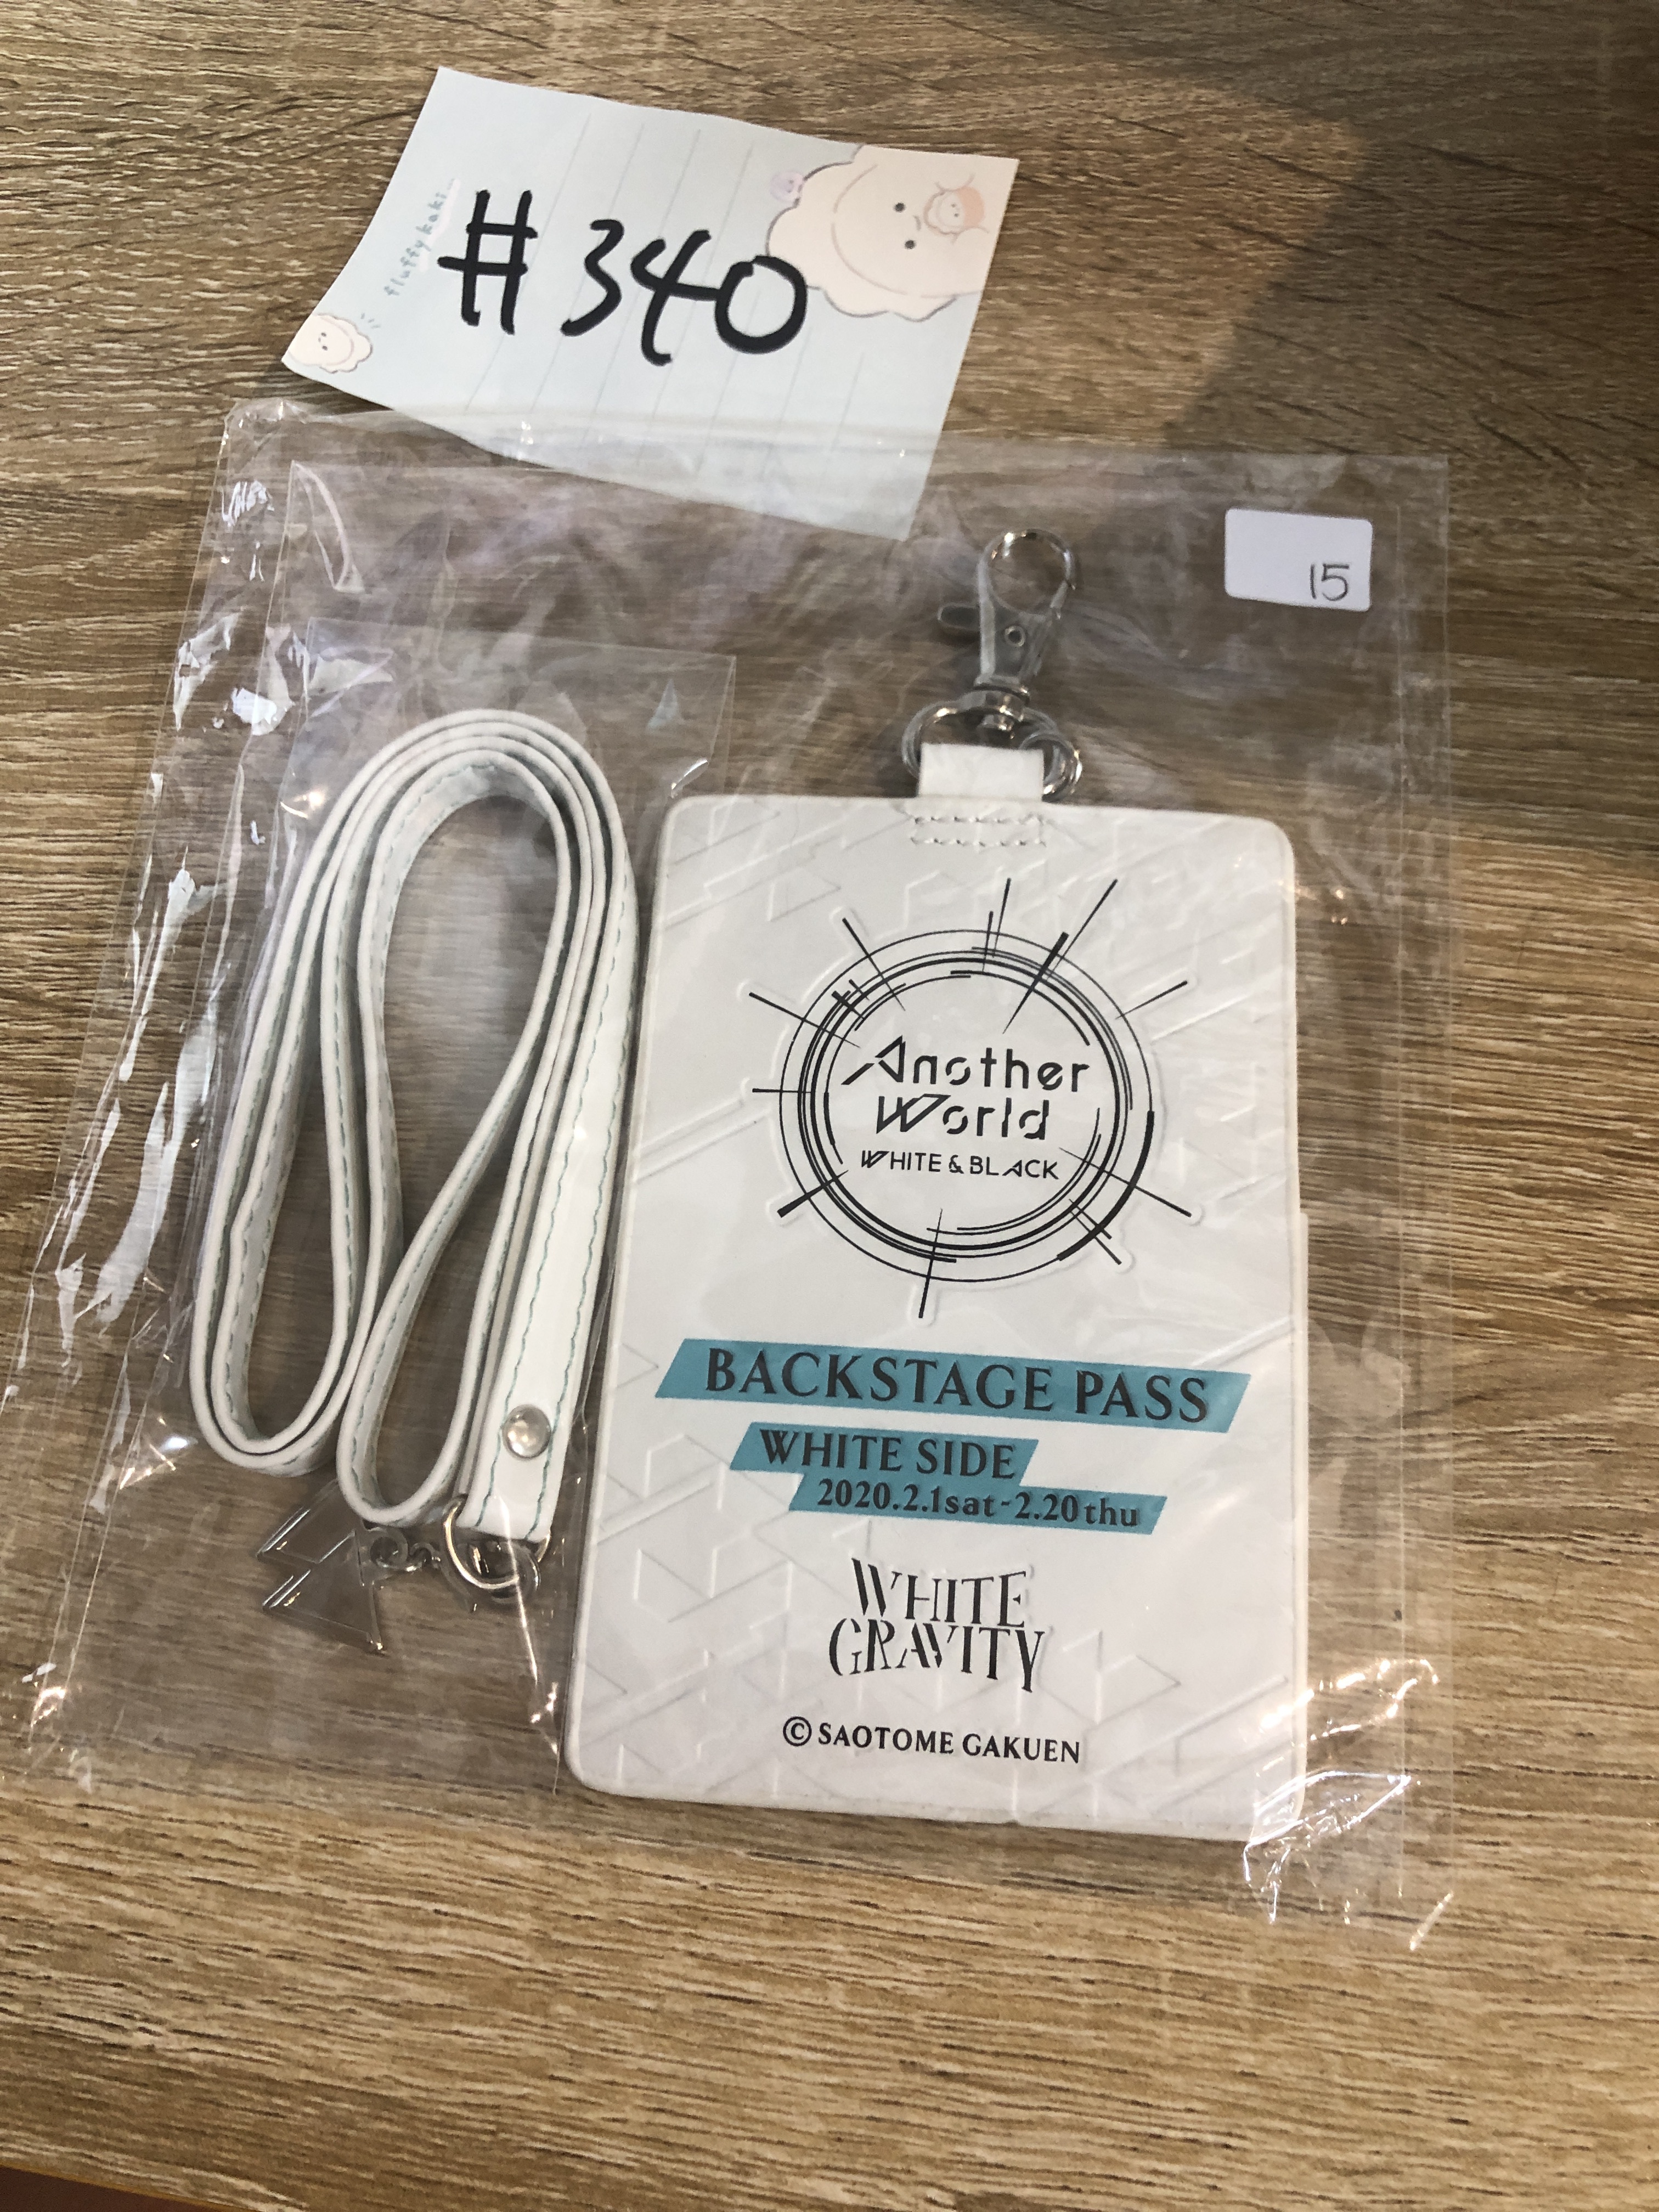 fluffy kaki
#340
15
Another
World
WHITE & BLACK
BACKSTAGE PASS
WHITE SIDE
2020.2.1sat-2.20thu
WHITE
GRAVITY
© SAOTOME GAKUEN